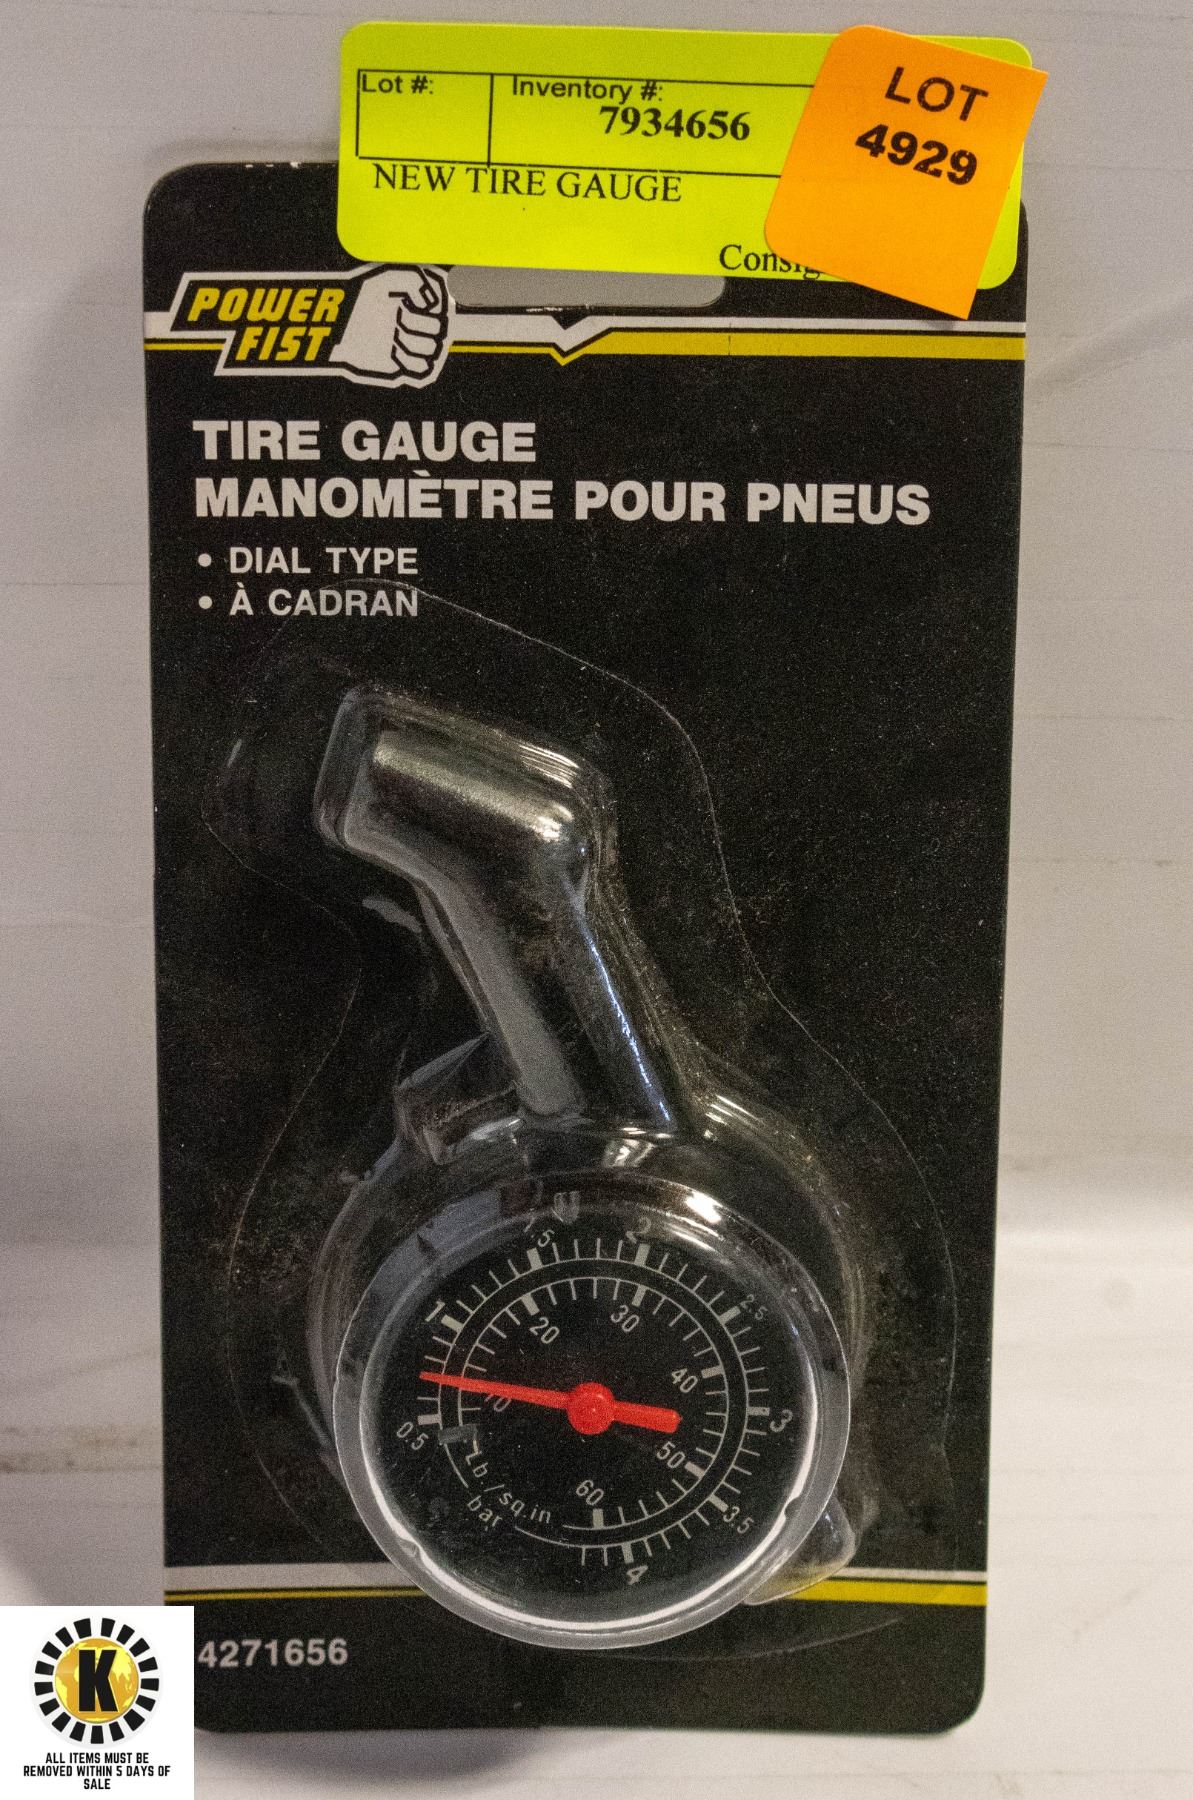 Lot #:
Inventory #:
7934656
NEW TIRE GAUGE
LOT
4929
POWER
FIST
TIRE GAUGE
MANOMÈTRE POUR PNEUS
• DIAL TYPE
• À CADRAN
0.5
1
1.5
2
2.5
3
3.5
4
10
20
30
40
50
60
Lb/sq.in
bar
4271656
K
ALL ITEMS MUST BE
REMOVED WITHIN 5 DAYS OF
SALE